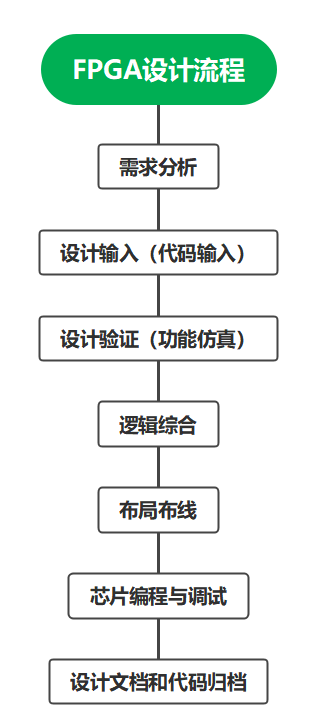 FPGA设计流程
需求分析
设计输入（代码输入）
设计验证（功能仿真）
逻辑综合
布局布线
芯片编程与调试
设计文档和代码归档